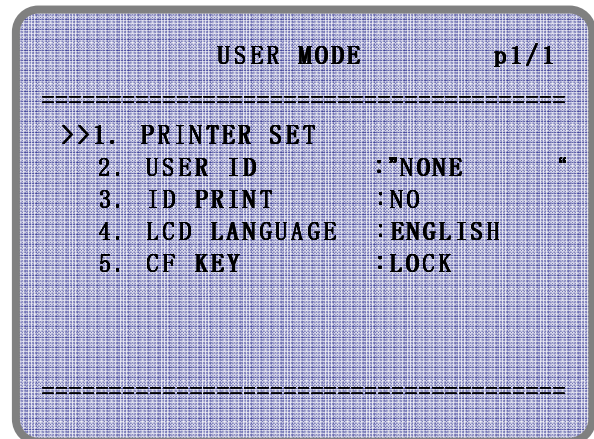 USER MODE p1/1
========================================
>>1. PRINTER SET
2. USER ID :"NONE “
3. ID PRINT :NO
4. LCD LANGUAGE :ENGLISH
5. CF KEY :LOCK
========================================